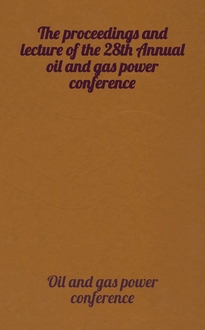 The proceedings and
lecture of the 28th Annual
oil and gas power
conference
Oil and gas power
conference